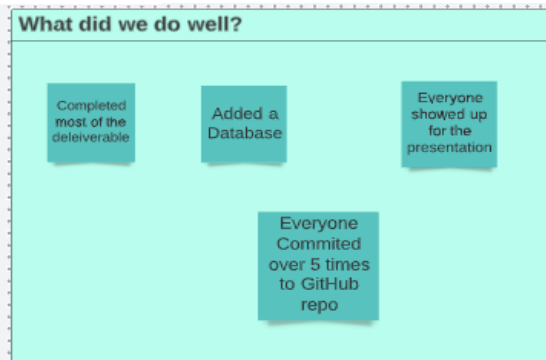 What did we do well?
Completed
most of the
deleiverable
Added a
Database
Everyone
showed up
for the
presentation
Everyone
Commited
over 5 times
to GitHub
repo